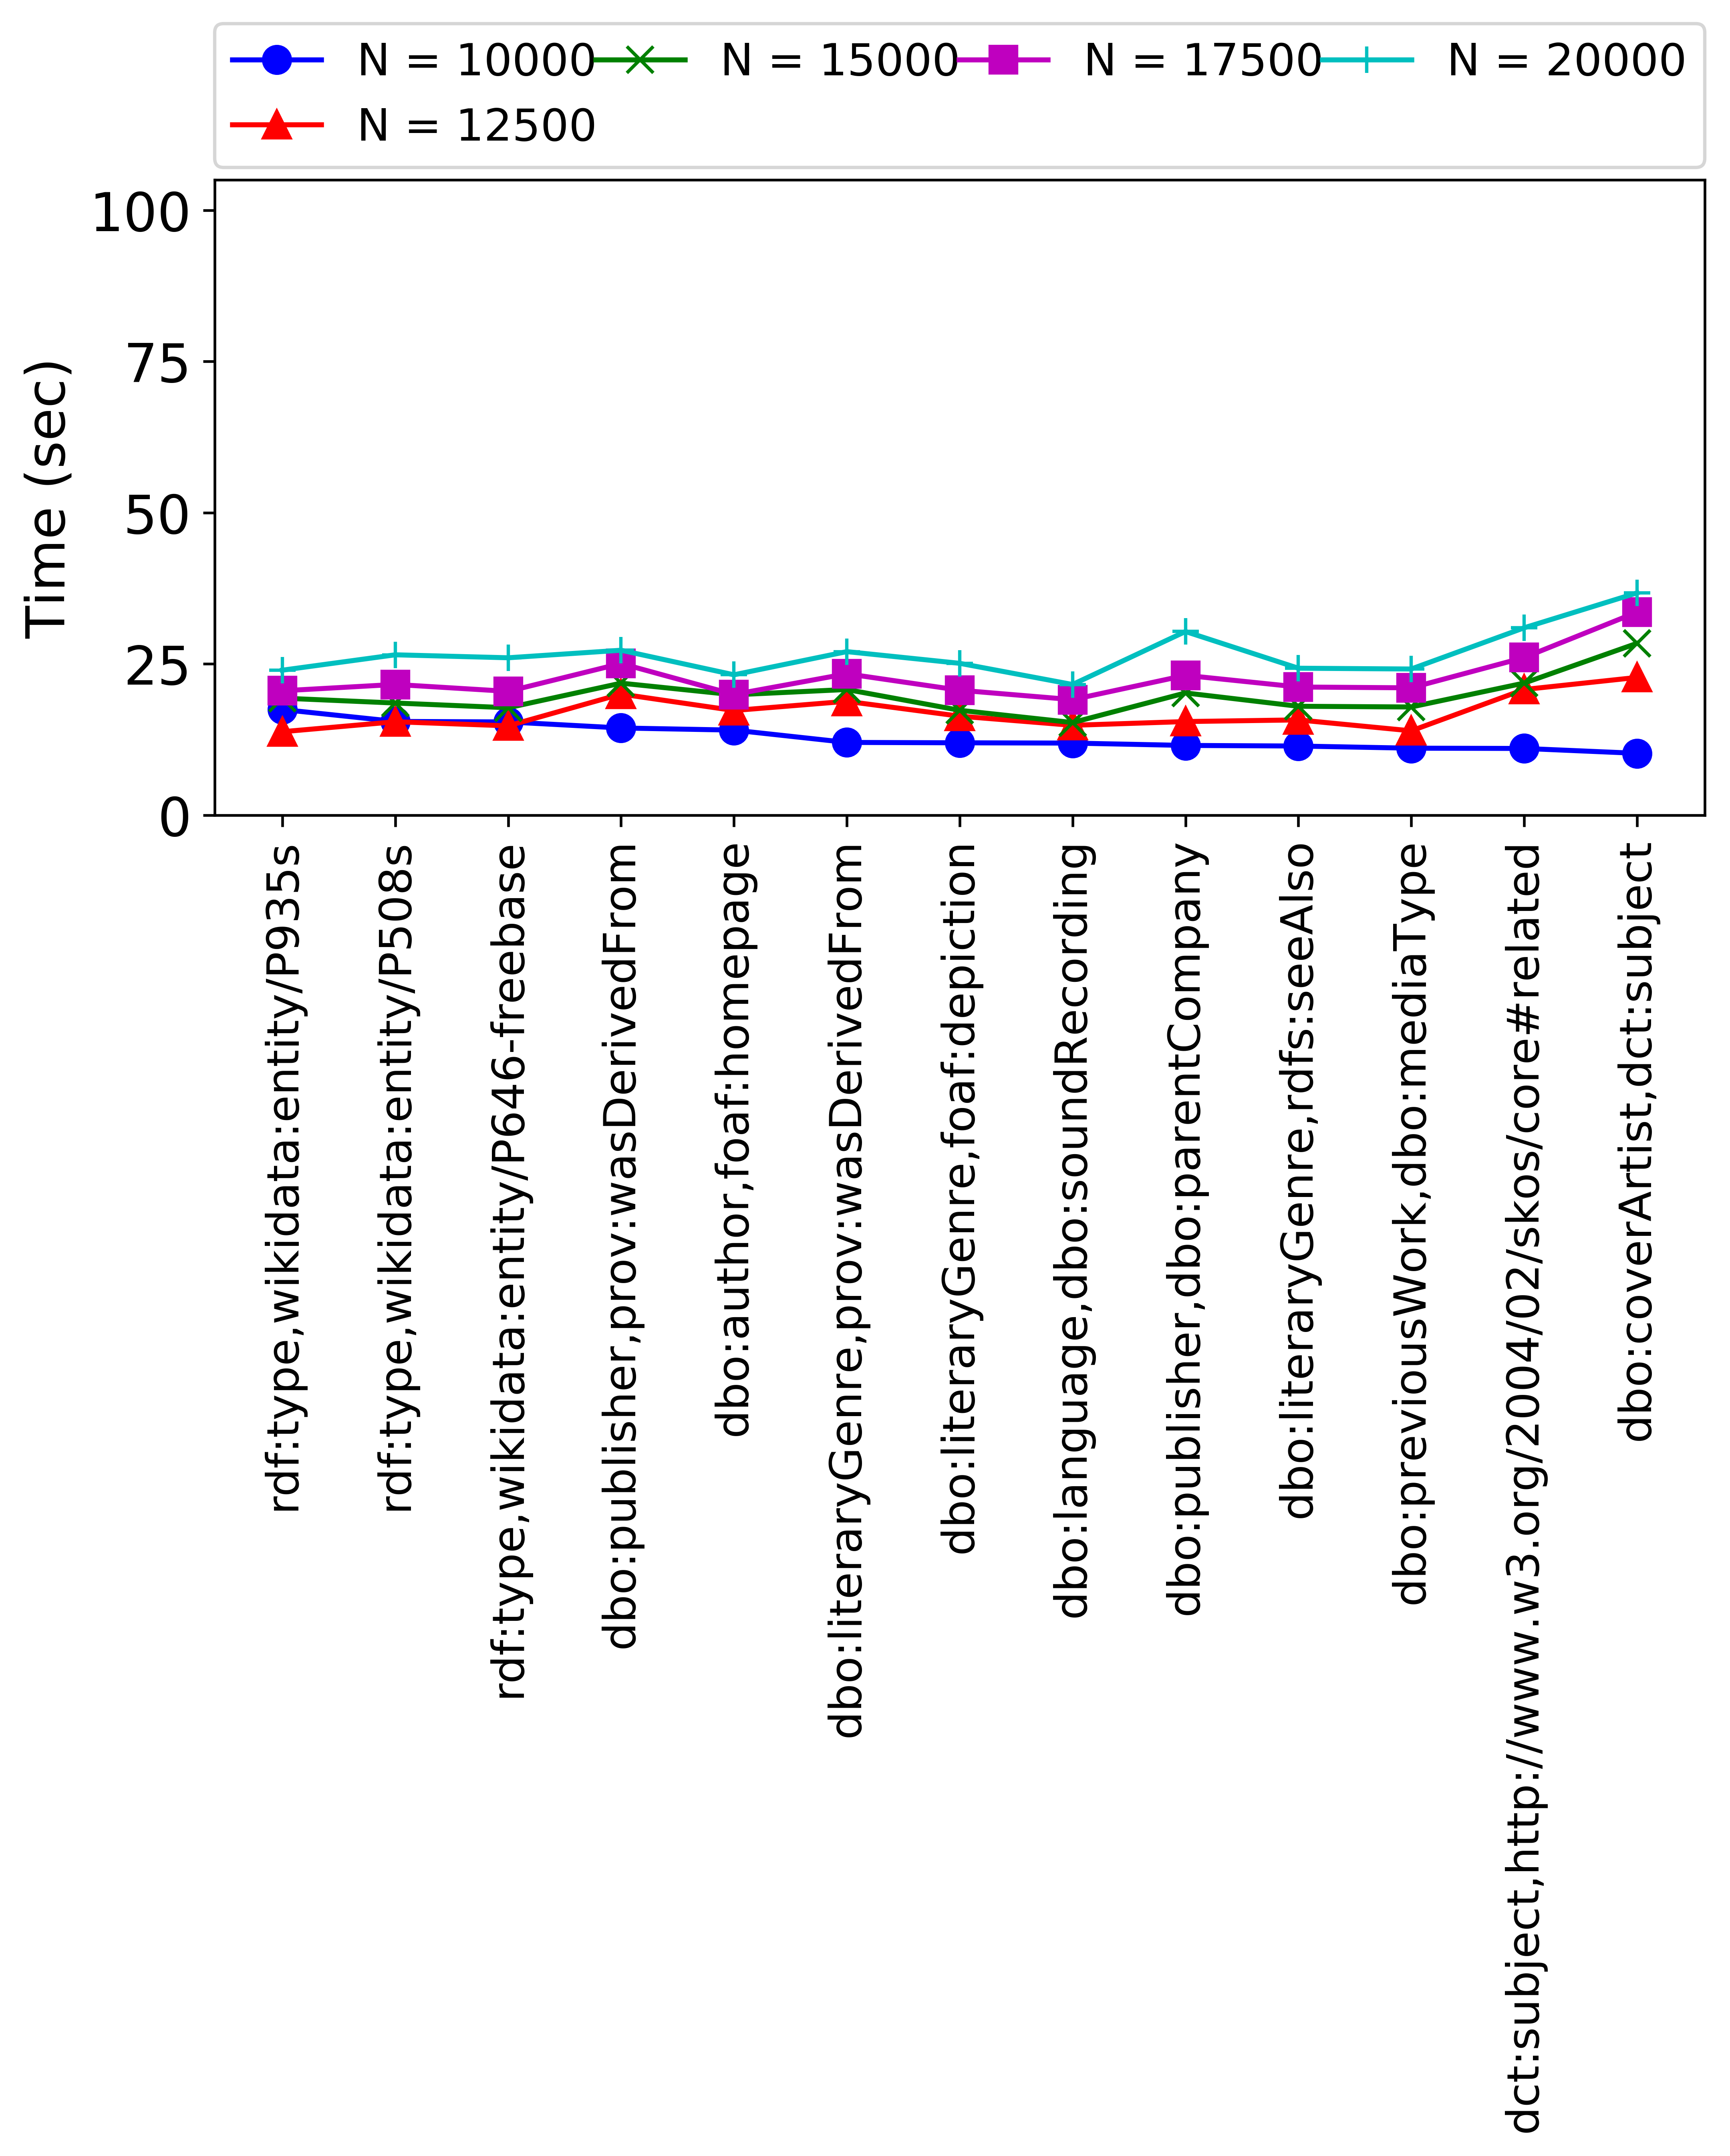 N = 10000 N = 15000 N = 17500 N = 20000
N = 12500
100
75
50
25
0
Time (sec)
rdf:type,wikidata:entity/P935s
rdf:type,wikidata:entity/P508s
rdf:type,wikidata:entity/P646-freebase
dbo:publisher,prov:wasDerivedFrom
dbo:author,foaf:homepage
dbo:literaryGenre,prov:wasDerivedFrom
dbo:literaryGenre,foaf:depiction
dbo:language,dbo:soundRecording
dbo:publisher,dbo:parentCompany
dbo:literaryGenre,rdfs:seeAlso
dbo:previousWork,dbo:mediaType
dct:subject,http://www.w3.org/2004/02/skos/core#related
dbo:coverArtist,dct:subject